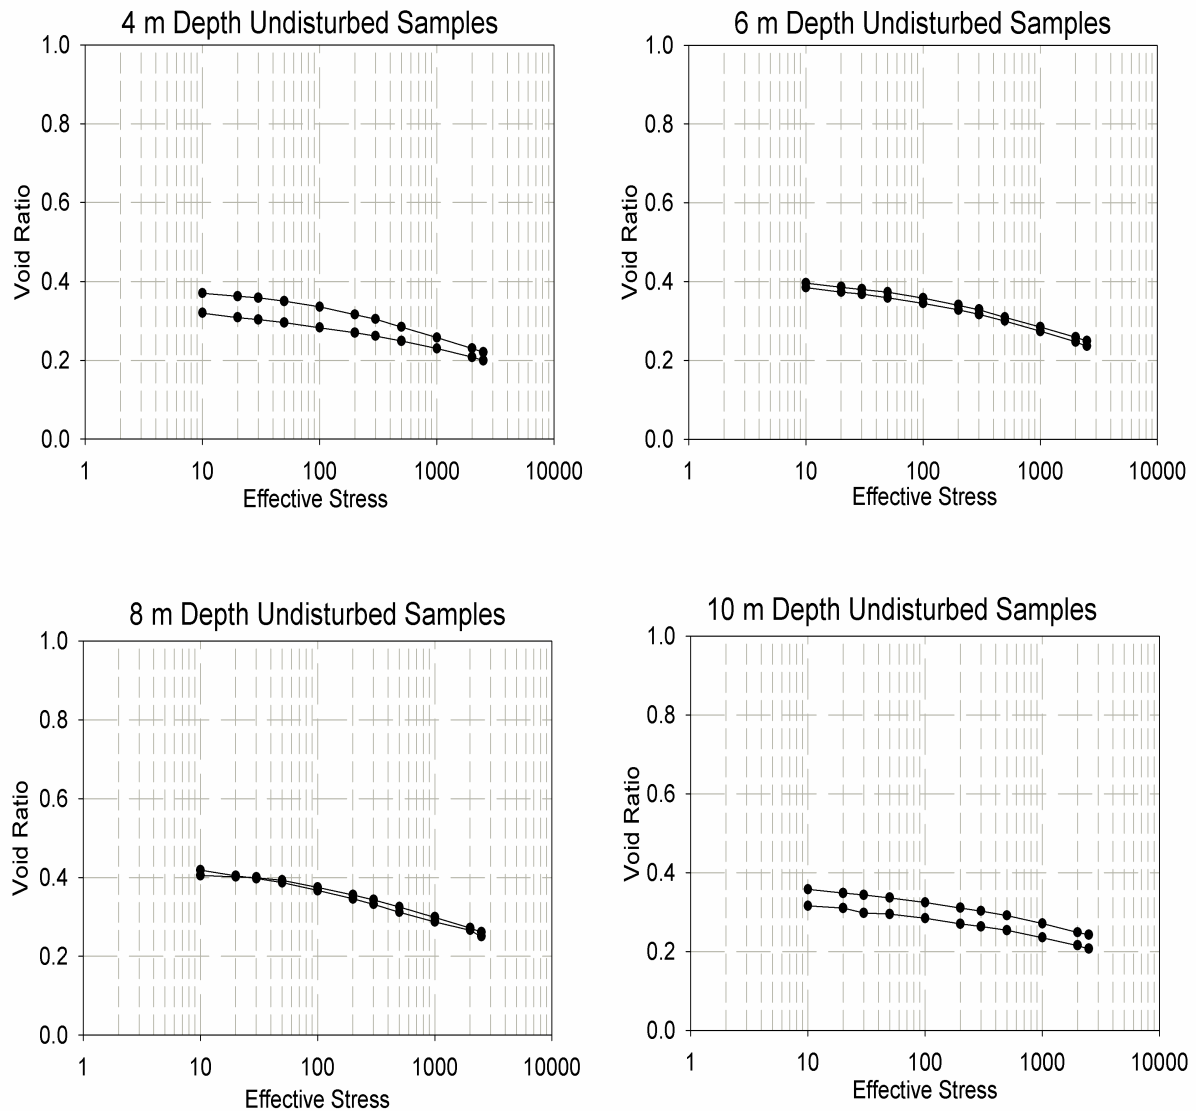 4 m Depth Undisturbed Samples
1.0
0.8
0.6
0.4
0.2
0.0
Void Ratio
1 10 100 1000 10000
Effective Stress
6 m Depth Undisturbed Samples
1.0
0.8
0.6
0.4
0.2
0.0
Void Ratio
1 10 100 1000 10000
Effective Stress
8 m Depth Undisturbed Samples
1.0
0.8
0.6
0.4
0.2
0.0
Void Ratio
1 10 100 1000 10000
Effective Stress
10 m Depth Undisturbed Samples
1.0
0.8
0.6
0.4
0.2
0.0
Void Ratio
1 10 100 1000 10000
Effective Stress